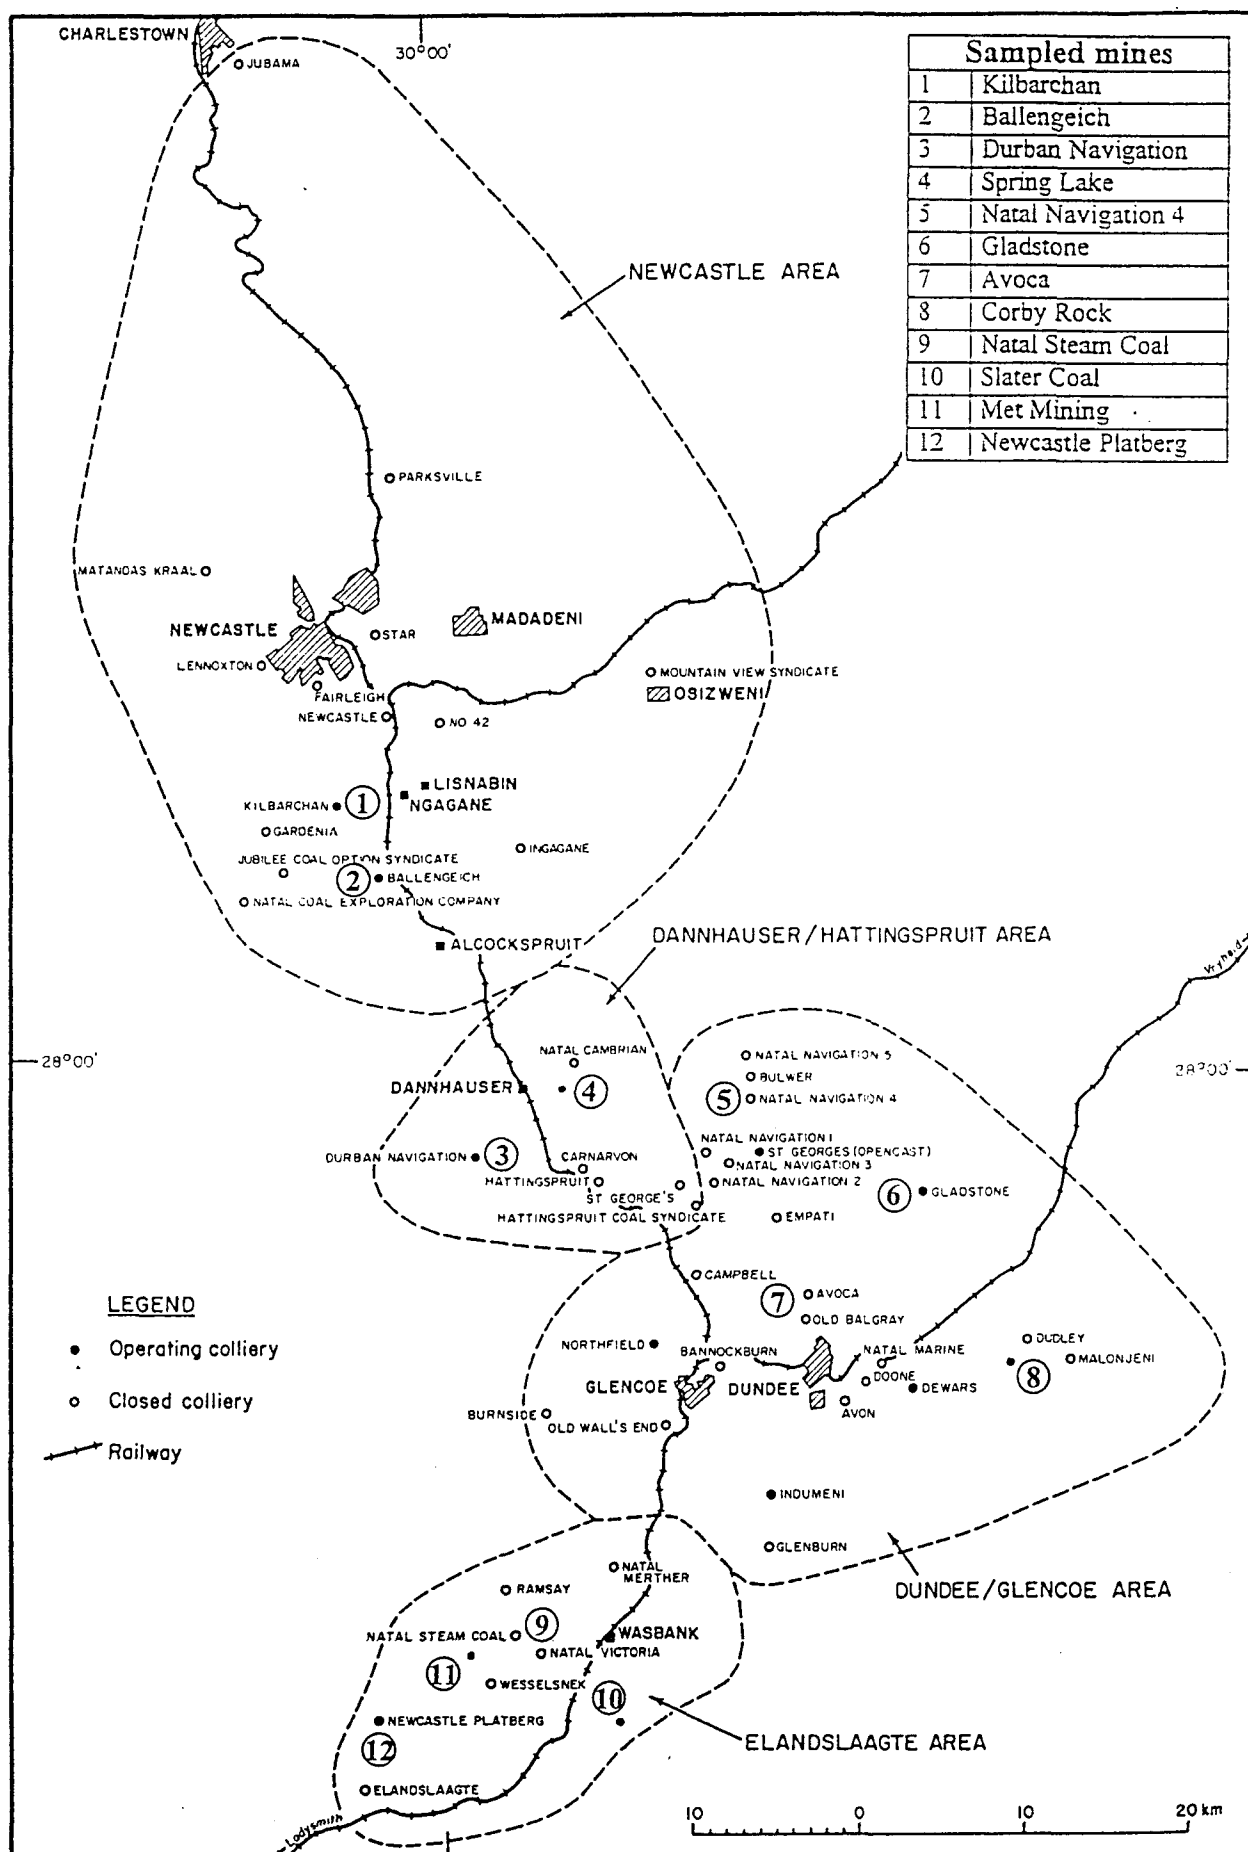 CHARLESTOWN
30°00'
JUBAMA
Sampled mines
1 Kilbarchan
2 Ballengeich
3 Durban Navigation
4 Spring Lake
5 Natal Navigation 4
6 Gladstone
7 Avoca
8 Corby Rock
9 Natal Steam Coal
10 Slater Coal
11 Met Mining
12 Newcastle Platberg
NEWCASTLE AREA
PARKSVILLE
MATANDAS KRAAL
MADADENI
NEWCASTLE
STAR
LENNOXTON
MOUNTAIN VIEW SYNDICATE
FAIRLEIGH
OSIZWENI
NEWCASTLE
NO 42
LISNABIN
KILBARCHAN
1
NGAGANE
GARDENIA
INGAGANE
JUBILEE COAL OPTION SYNDICATE
2
BALLENGEICH
NATAL COAL EXPLORATION COMPANY
ALCOCKSPRUIT
DANNHAUSER/HATTINGSPRUIT AREA
Vryheid
28°00'
28°00'
NATAL CAMBRIAN
NATAL NAVIGATION 5
BULWER
DANNHAUSER
4
5
NATAL NAVIGATION 4
NATAL NAVIGATION 1
DURBAN NAVIGATION
3
CARNARVON
ST GEORGES (OPENCAST)
NATAL NAVIGATION 3
HATTINGSPRUIT
NATAL NAVIGATION 2
6
GLADSTONE
ST GEORGE'S
HATTINGSPRUIT COAL SYNDICATE
EMPATI
CAMPBELL
7
AVOCA
OLD BALGRAY
LEGEND
Operating colliery
Closed colliery
Railway
NORTHFIELD
BANNOCKBURN
NATAL MARINE
DUDLEY
MALONJENI
GLENCOE
DUNDEE
DOONE
DEWARS
8
BURNSIDE
AVON
OLD WALL'S END
INDUMENI
GLENBURN
NATAL
MERTHER
RAMSAY
DUNDEE/GLENCOE AREA
9
NATAL STEAM COAL
WASBANK
NATAL VICTORIA
11
WESSELSNEK
10
NEWCASTLE PLATBERG
12
ELANDSLAAGTE AREA
ELANDSLAAGTE
Ladysmith
10 0 10 20 km